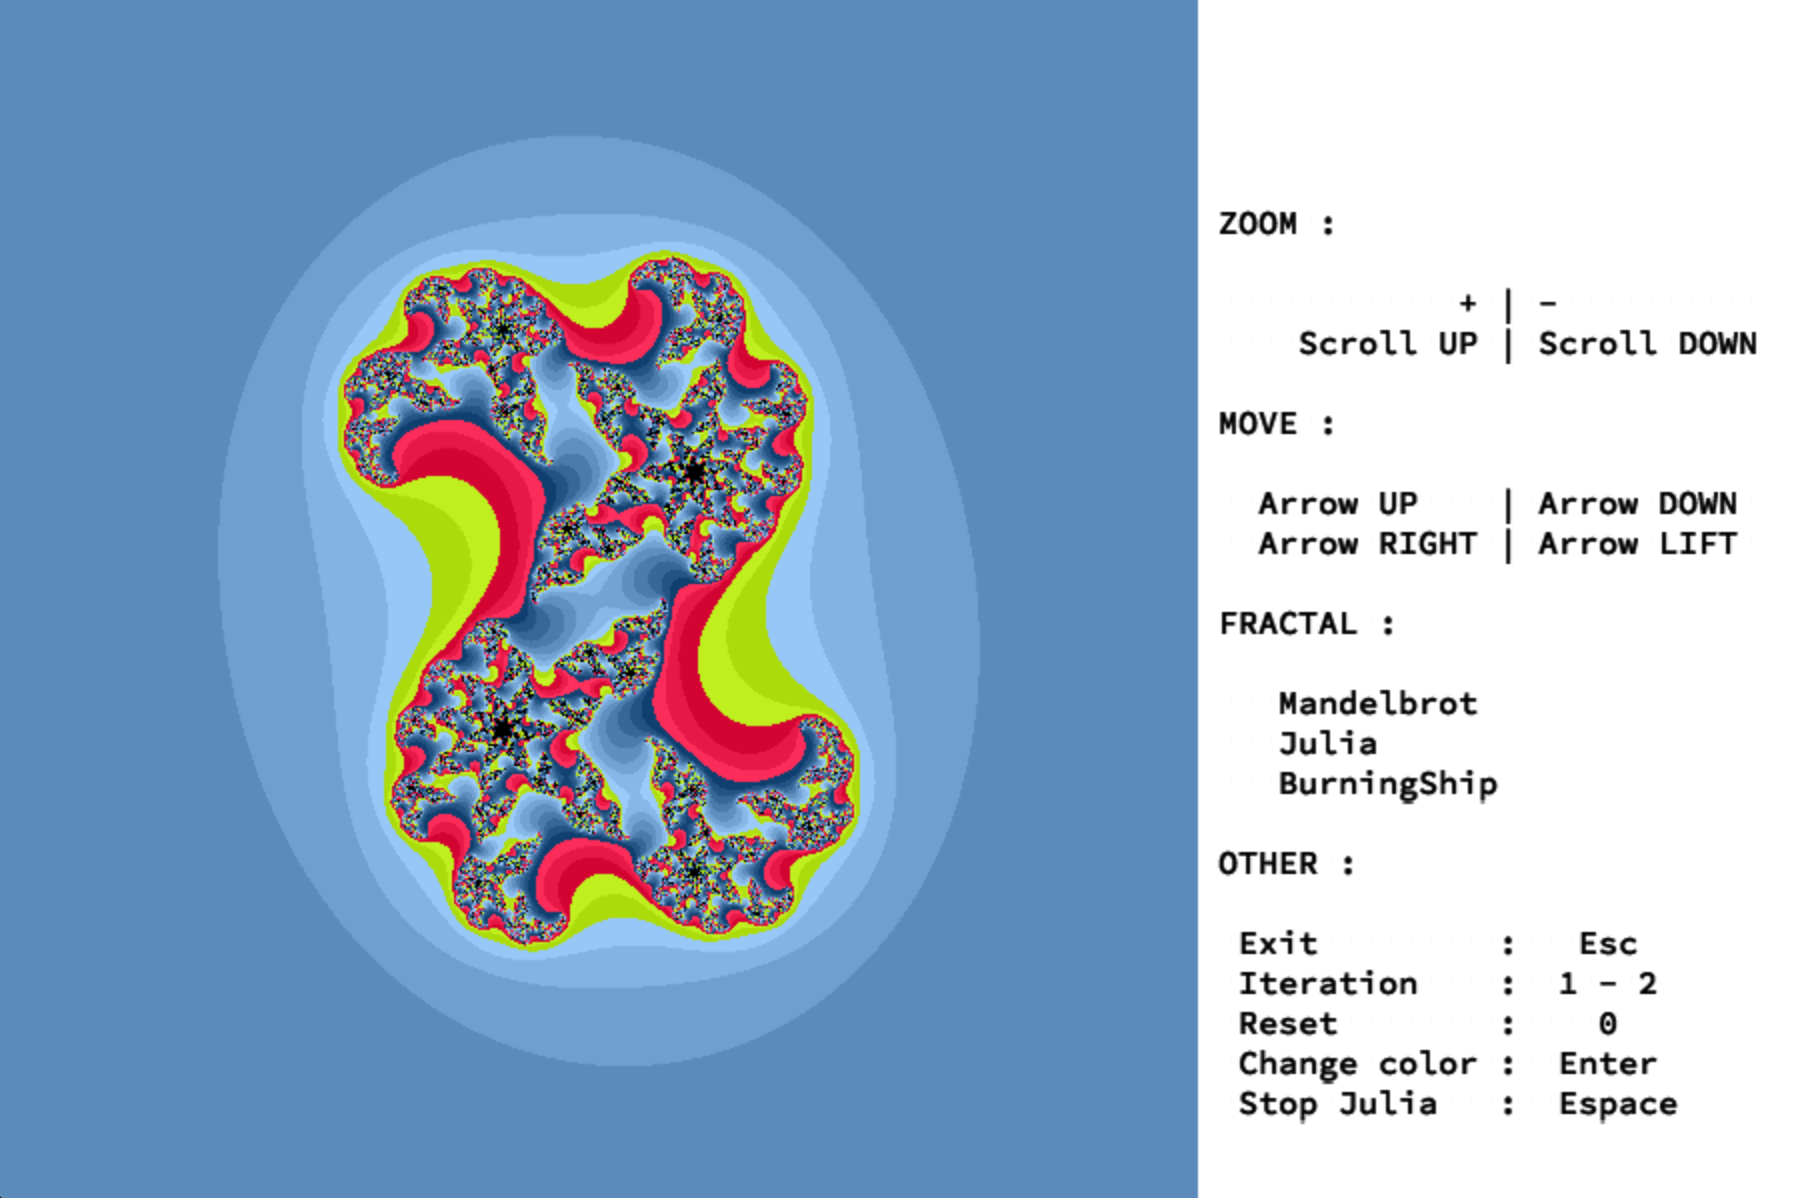 ZOOM :
+ | -
Scroll UP | Scroll DOWN
MOVE :
Arrow UP | Arrow DOWN
Arrow RIGHT | Arrow LIFT
FRACTAL :
Mandelbrot
Julia
BurningShip
OTHER :
Exit : Esc
Iteration : 1 - 2
Reset : 0
Change color : Enter
Stop Julia : Espace